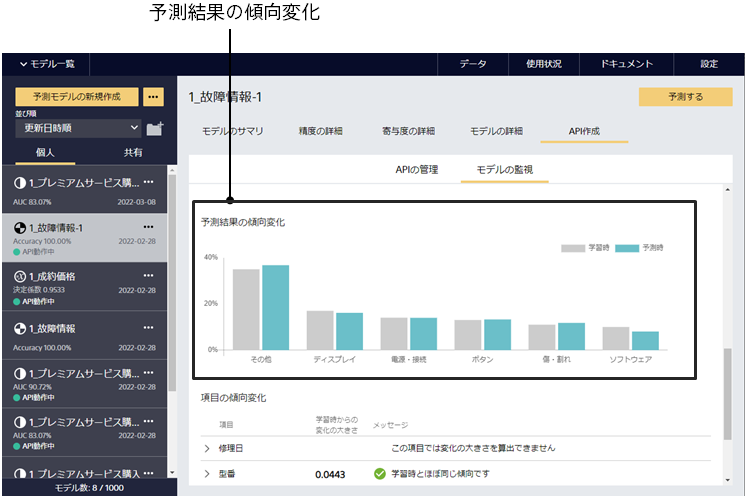 予測結果の傾向変化
モデル一覧
データ
使用状況
ドキュメント
設定
予測モデルの新規作成
•••
並び順
更新日時順
個人
共有
1_プレミアムサービス購... •••
AUC 83.07% 2022-03-08
1_故障情報-1 •••
Accuracy 100.00% 2022-02-28
API動作中
1_成約価格 •••
決定係数 0.9533 2022-02-28
API動作中
1_故障情報 •••
Accuracy 100.00% 2022-02-28
1_プレミアムサービス購... •••
AUC 90.72% 2022-02-28
API動作中
1_プレミアムサービス購... •••
AUC 83.07% 2022-02-28
API動作中
1_プレミアムサービス購入 •••
モデル数: 8 / 1000
1_故障情報-1
予測する
モデルのサマリ
精度の詳細
寄与度の詳細
モデルの詳細
API作成
APIの管理
モデルの監視
予測結果の傾向変化
学習時 予測時
40%
20%
0%
その他
ディスプレイ
電源・接続
ボタン
傷・割れ
ソフトウェア
項目の傾向変化
項目
学習時からの
変化の大きさ
メッセージ
修理日 この項目では変化の大きさを算出できません
型番 0.0443 学習時とほぼ同じ傾向です